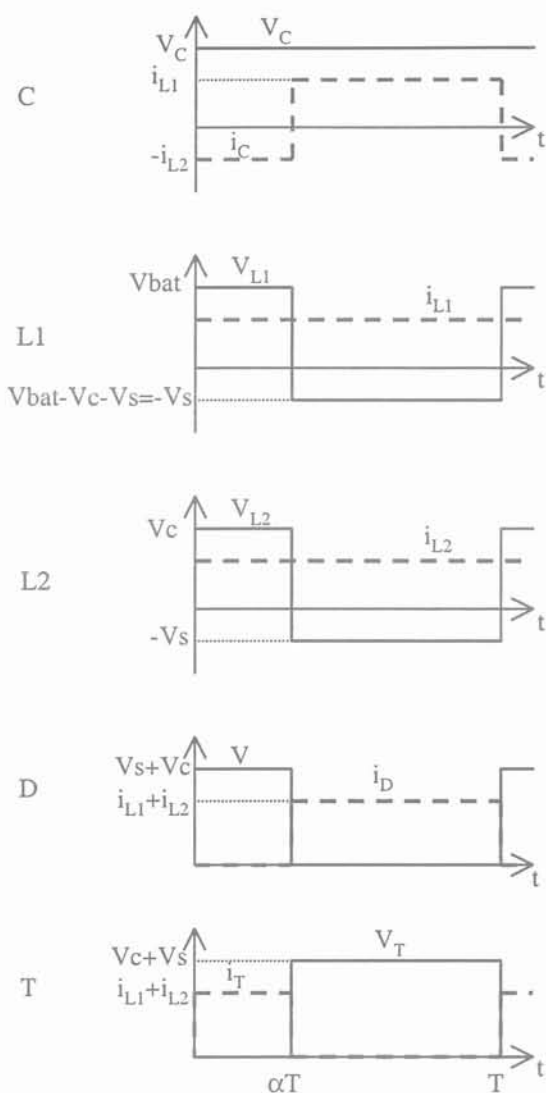 V_C V_C
i_L1
C
t
-i_L2 i_C
Vbat V_L1
i_L1
L1
t
Vbat-Vc-Vs=-Vs
Vc V_L2
i_L2
L2
t
-Vs
Vs+Vc V
D i_L1+i_L2 i_D
t
Vc+Vs V_T
T i_L1+i_L2 i_T
t
αT T